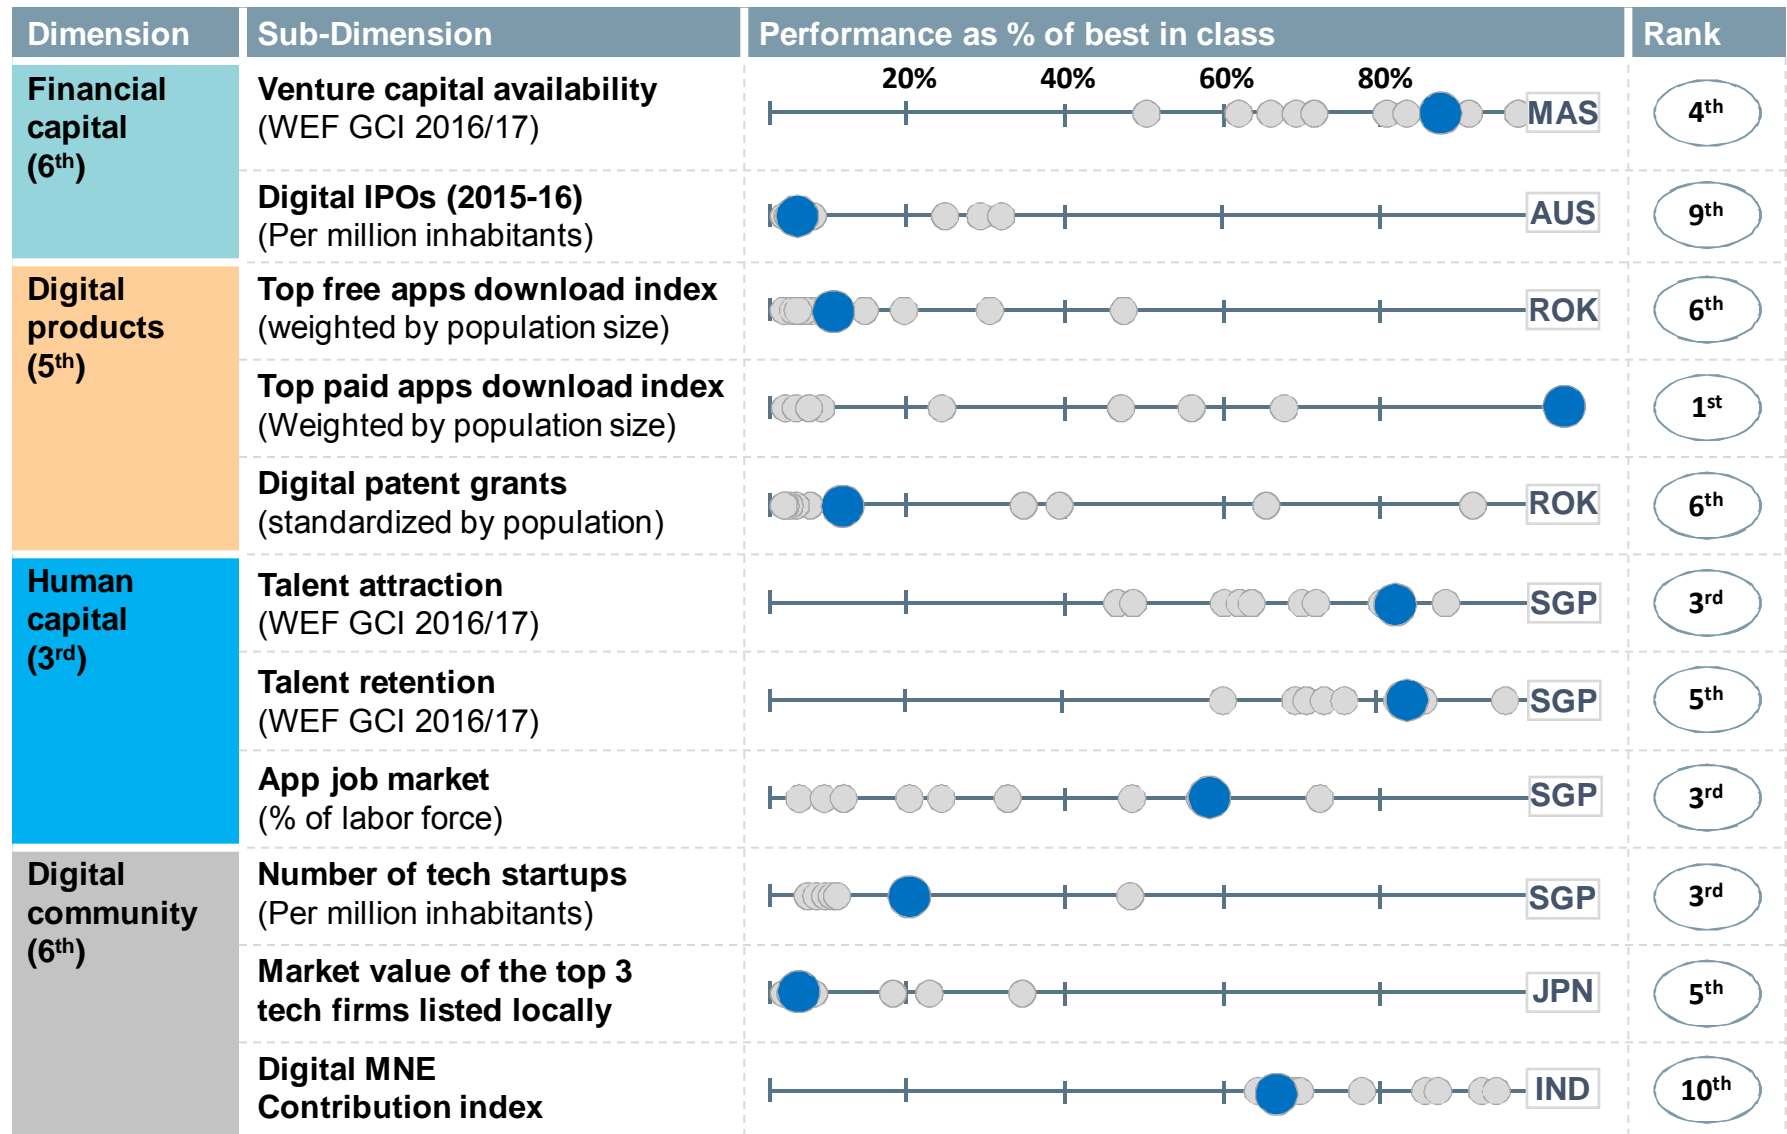 Dimension
Sub-Dimension
Performance as % of best in class
Rank
Financial
capital
(6th)
Venture capital availability
(WEF GCI 2016/17)
20%
40%
60%
80%
MAS
4th
Digital IPOs (2015-16)
(Per million inhabitants)
AUS
9th
Digital
products
(5th)
Top free apps download index
(weighted by population size)
ROK
6th
Top paid apps download index
(Weighted by population size)
1st
Digital patent grants
(standardized by population)
ROK
6th
Human
capital
(3rd)
Talent attraction
(WEF GCI 2016/17)
SGP
3rd
Talent retention
(WEF GCI 2016/17)
SGP
5th
App job market
(% of labor force)
SGP
3rd
Digital
community
(6th)
Number of tech startups
(Per million inhabitants)
SGP
3rd
Market value of the top 3
tech firms listed locally
JPN
5th
Digital MNE
Contribution index
IND
10th